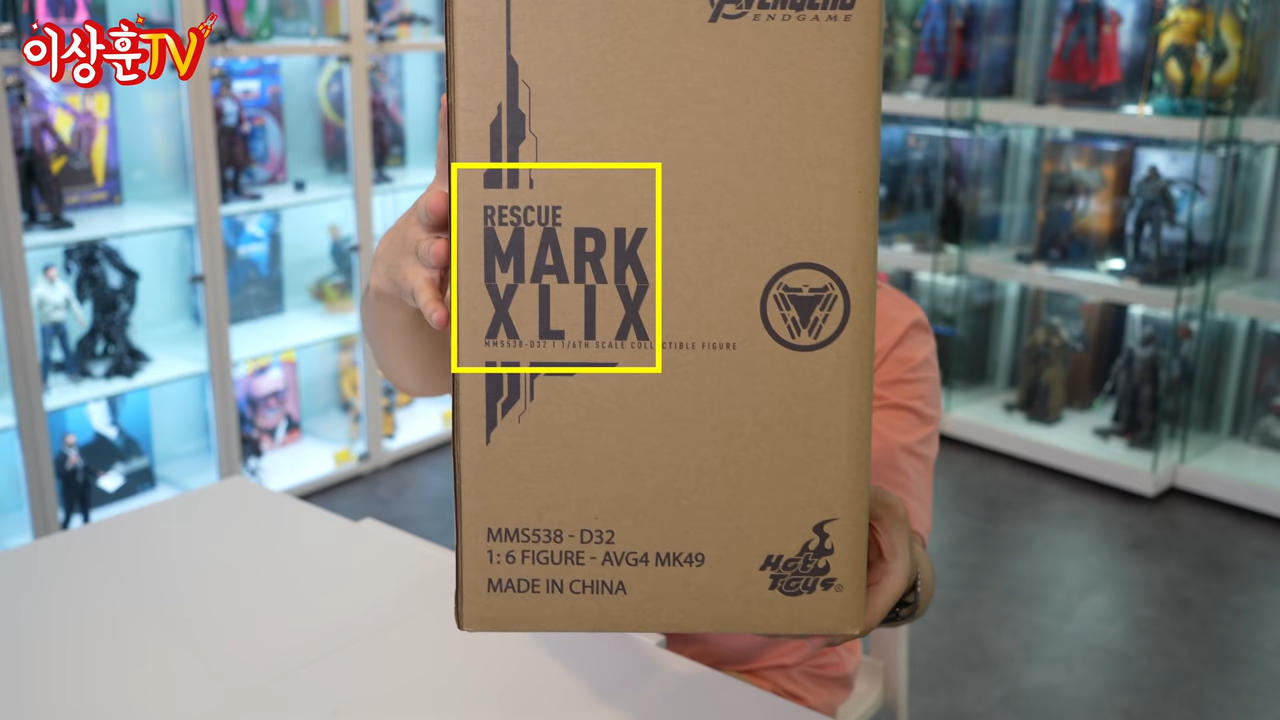 이상훈TV
AVENGERS
ENDGAME
RESCUE
MARK
XLIX
MMS538-D32 | 1/6TH SCALE COLLECTIBLE FIGURE
MMS538 - D32
1: 6 FIGURE - AVG4 MK49
MADE IN CHINA
Hot
Toys